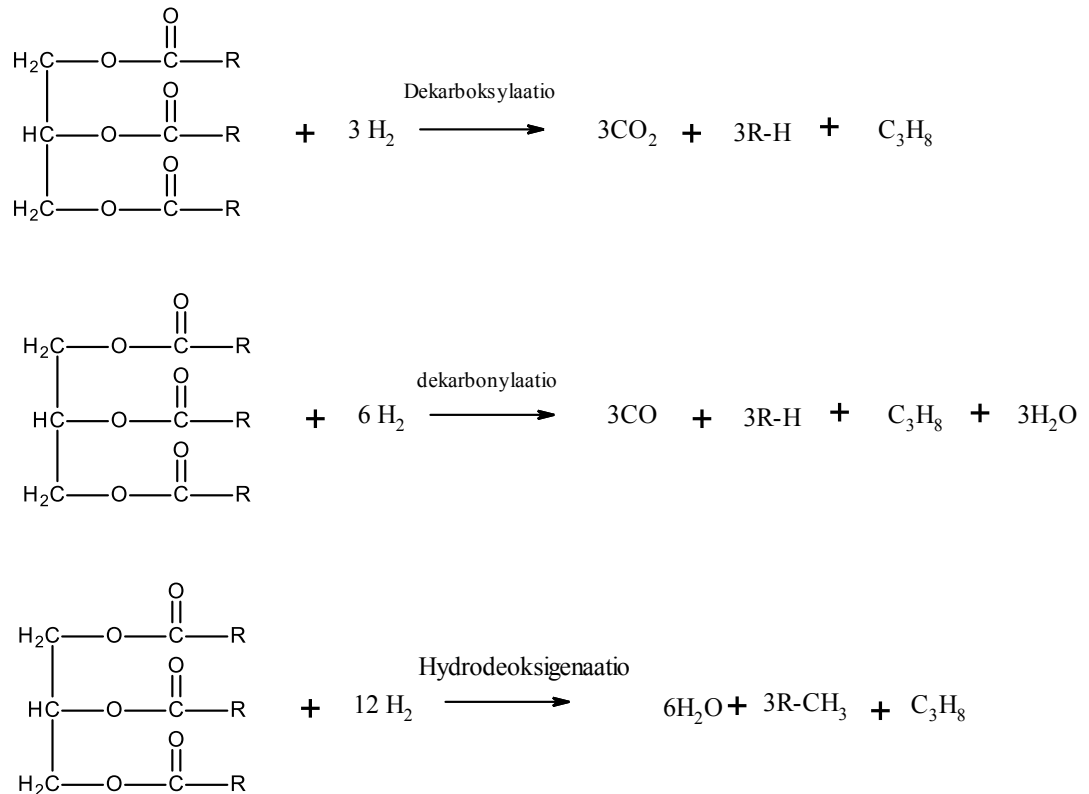 O
H₂C—O—C—R
O
Dekarboksylaatio
HC—O—C—R + 3 H₂ 3CO₂ + 3R-H + C₃H₈
O
H₂C—O—C—R
O
H₂C—O—C—R
O
dekarbonylaatio
HC—O—C—R + 6 H₂ 3CO + 3R-H + C₃H₈ + 3H₂O
O
H₂C—O—C—R
O
H₂C—O—C—R
O
Hydrodeoksigenaatio
HC—O—C—R + 12 H₂ 6H₂O + 3R-CH₃ + C₃H₈
O
H₂C—O—C—R